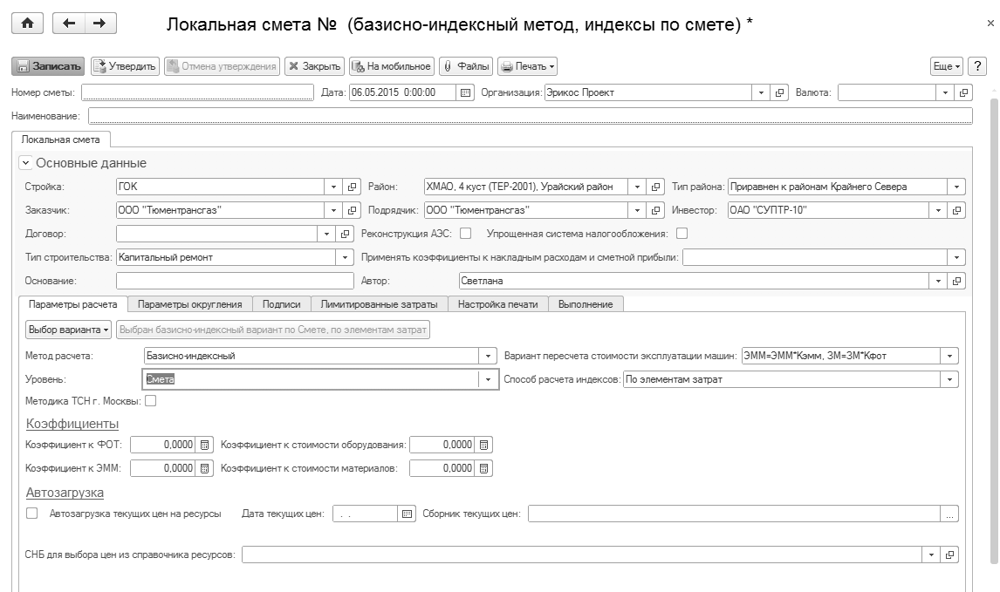 Локальная смета № (базисно-индексный метод, индексы по смете) *
Записать Утвердить Отмена утверждения Закрыть На мобильное Файлы Печать Еще ?
Номер сметы: Дата: 06.05.2015 0:00:00 Организация: Эрикос Проект Валюта:
Наименование:
Локальная смета
Основные данные
Стройка: ГОК Район: ХМАО, 4 куст (ТЕР-2001), Урайский район Тип района: Приравнен к районам Крайнего Севера
Заказчик: ООО "Тюментрансгаз" Подрядчик: ООО "Тюментрансгаз" Инвестор: ОАО "СУПТР-10"
Договор: Реконструкция АЭС: Упрощенная система налогообложения:
Тип строительства: Капитальный ремонт Применять коэффициенты к накладным расходам и сметной прибыли:
Основание: Автор: Светлана
Параметры расчета Параметры округления Подписи Лимитированные затраты Настройка печати Выполнение
Выбор варианта Выбран базисно-индексный вариант по Смете, по элементам затрат
Метод расчета: Базисно-индексный Вариант пересчета стоимости эксплуатации машин: ЭММ=ЭММ*Кэмм, ЗМ=ЗМ*Кфот
Уровень: Смета Способ расчета индексов: По элементам затрат
Методика ТСН г. Москвы:
Коэффициенты
Коэффициент к ФОТ: 0,0000 Коэффициент к стоимости оборудования: 0,0000
Коэффициент к ЭММ: 0,0000 Коэффициент к стоимости материалов: 0,0000
Автозагрузка
Автозагрузка текущих цен на ресурсы Дата текущих цен: . . Сборник текущих цен: ...
СНБ для выбора цен из справочника ресурсов: